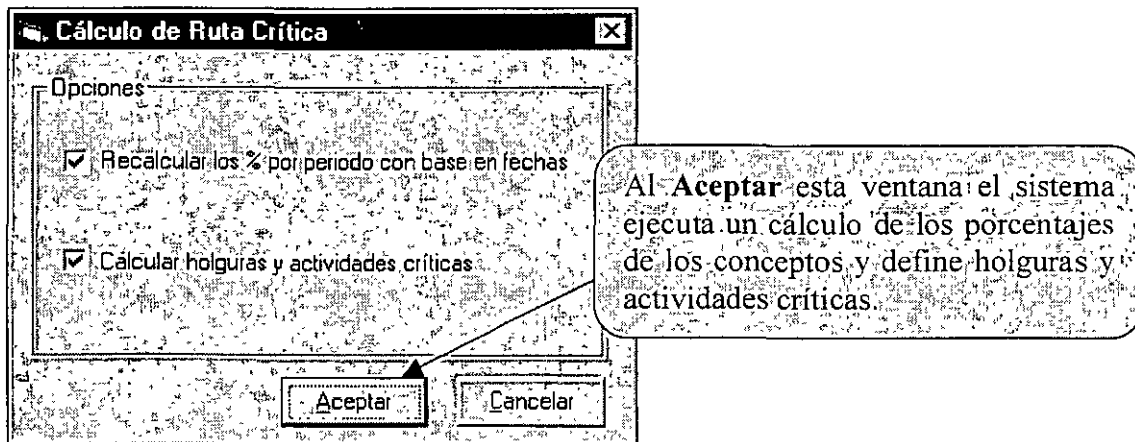 Cálculo de Ruta Crítica
Opciones
Recalcular los % por periodo con base en fechas
Calcular holguras y actividades críticas
Aceptar
Cancelar
Al Aceptar esta ventana el sistema
ejecuta un cálculo de los porcentajes
de los conceptos y define holguras y
actividades críticas.